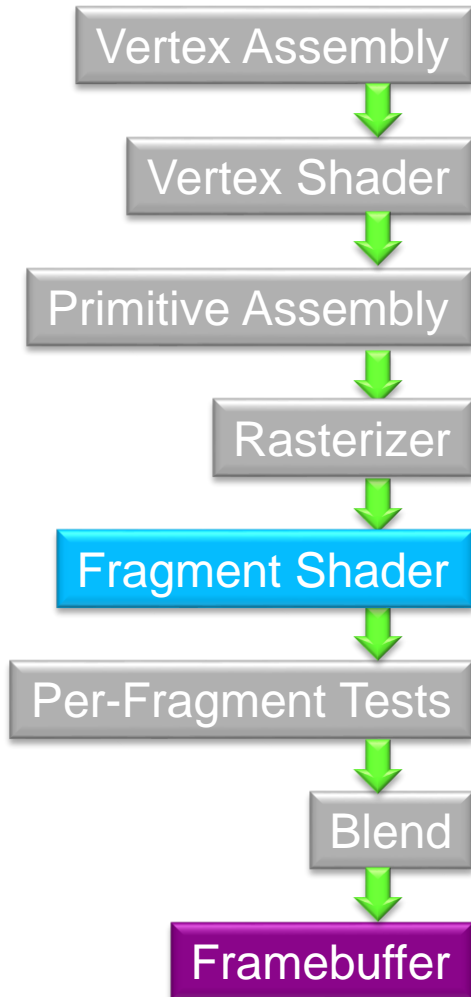 Vertex Assembly
Vertex Shader
Primitive Assembly
Rasterizer
Fragment Shader
Per-Fragment Tests
Blend
Framebuffer